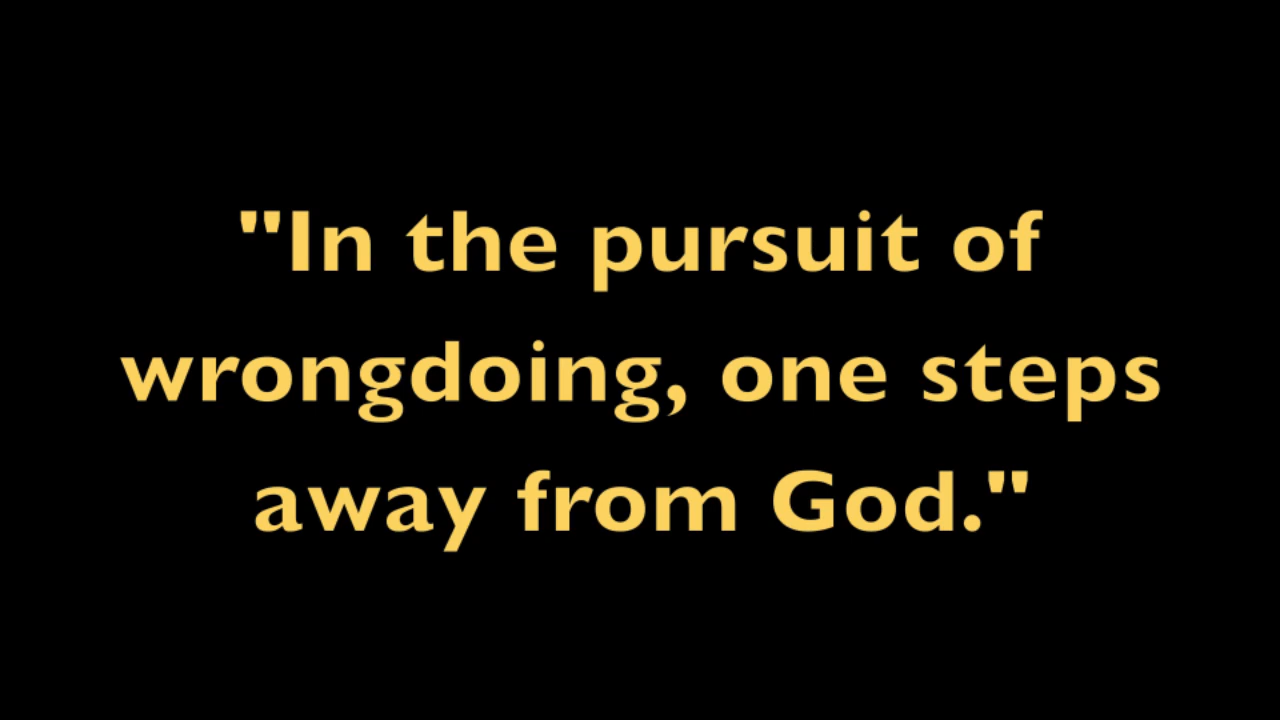 "In the pursuit of
wrongdoing, one steps
away from God."